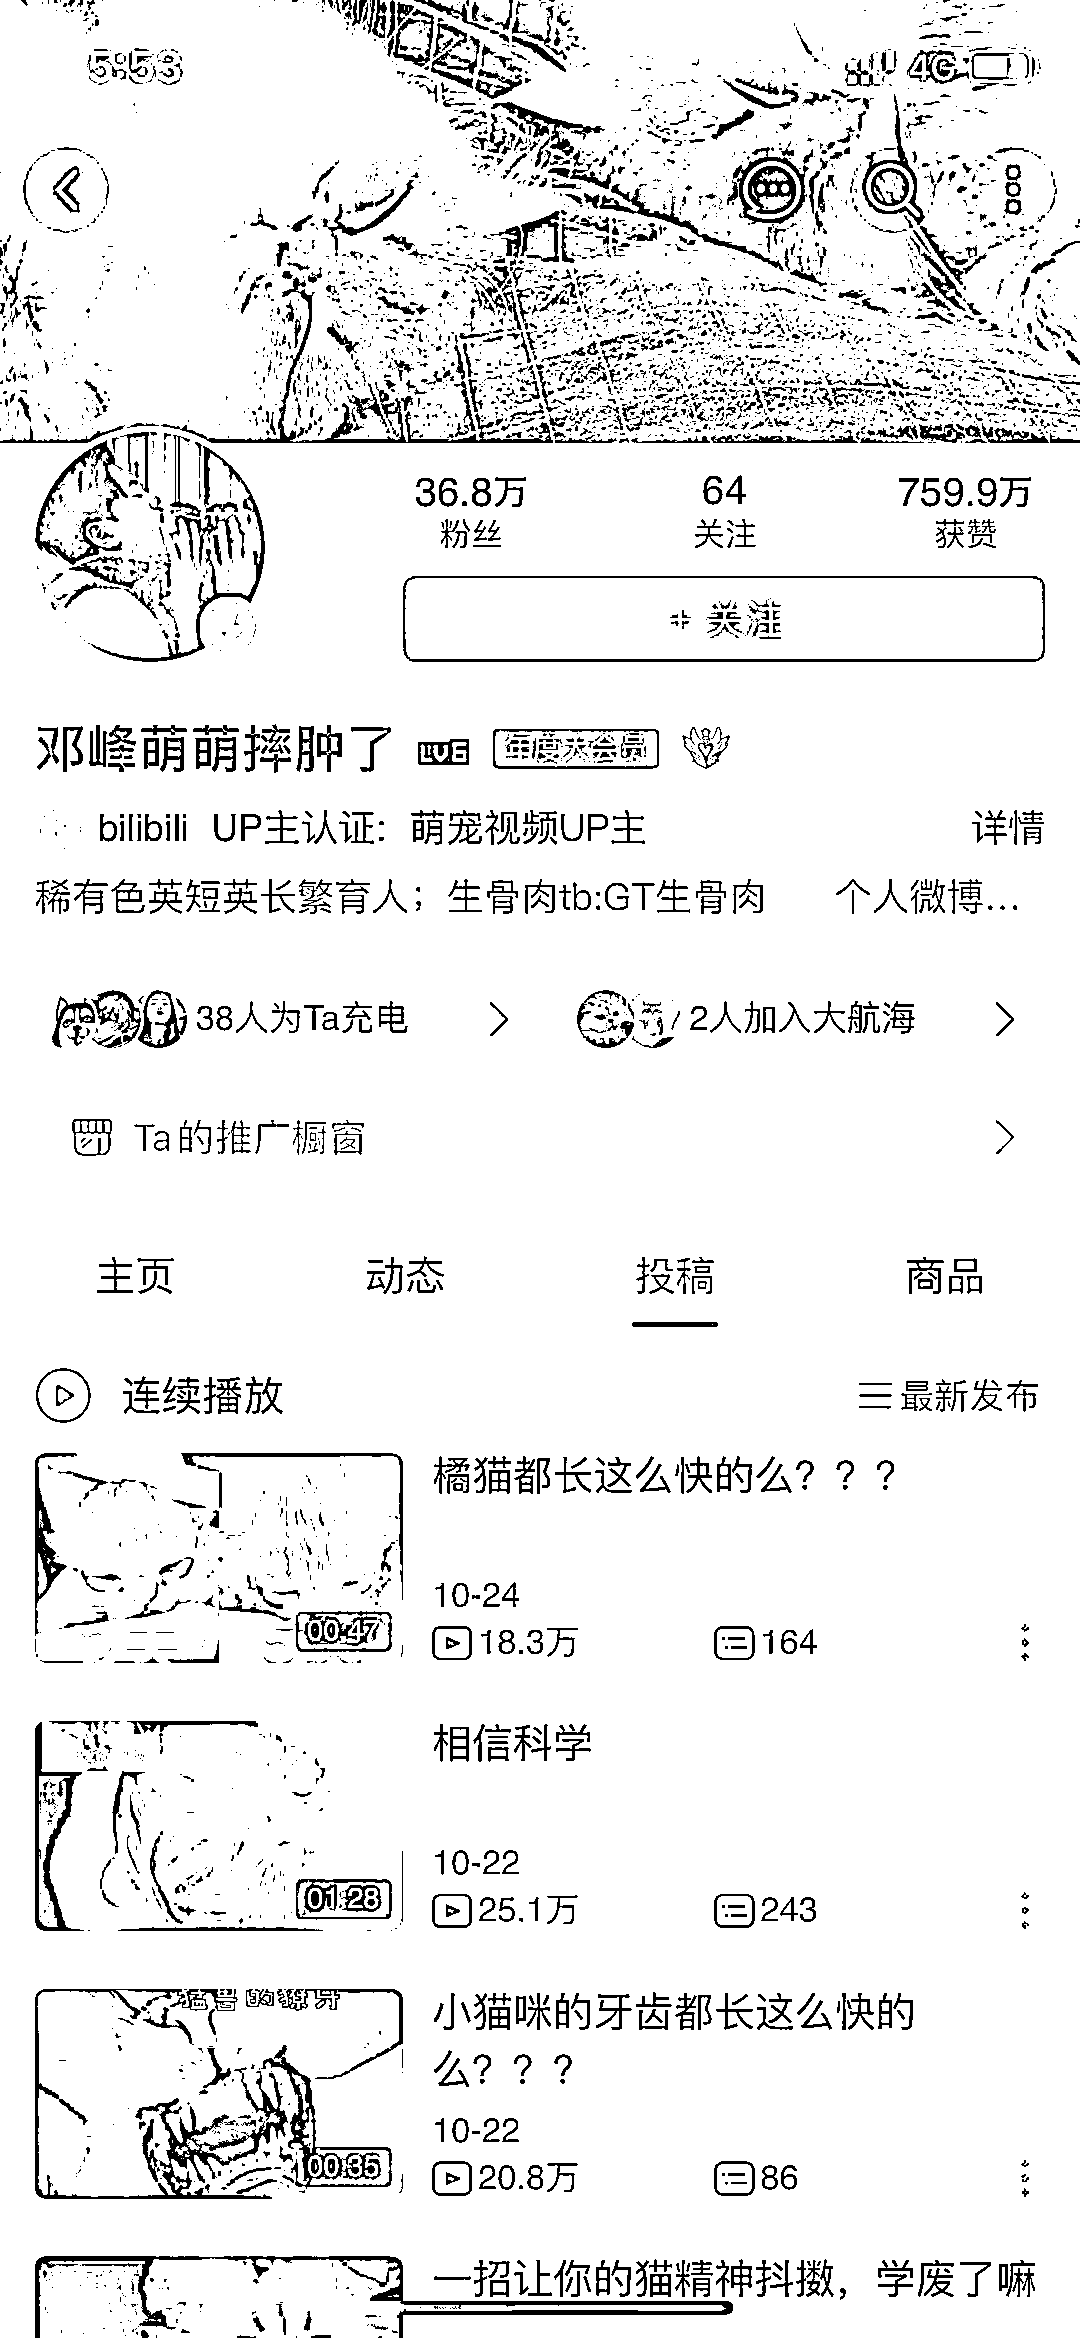 5:53
4G
36.8万
64
759.9万
粉丝
关注
获赞
+ 关注
邓峰萌萌摔肿了 LIVE 年度大会员
bilibili UP主认证: 萌宠视频UP主 详情
稀有色英短英长繁育人；生骨肉tb:GT生骨肉 个人微博...
38人为Ta充电
2人加入大航海
Ta的推广橱窗
主页
动态
投稿
商品
连续播放
最新发布
橘猫都长这么快的么？？？
10-24
00:47
18.3万
164
相信科学
10-22
01:28
25.1万
243
小猫咪的牙齿都长这么快的
么？？？
10-22
00:35
20.8万
86
一招让你的猫精神抖擞，学废了嘛